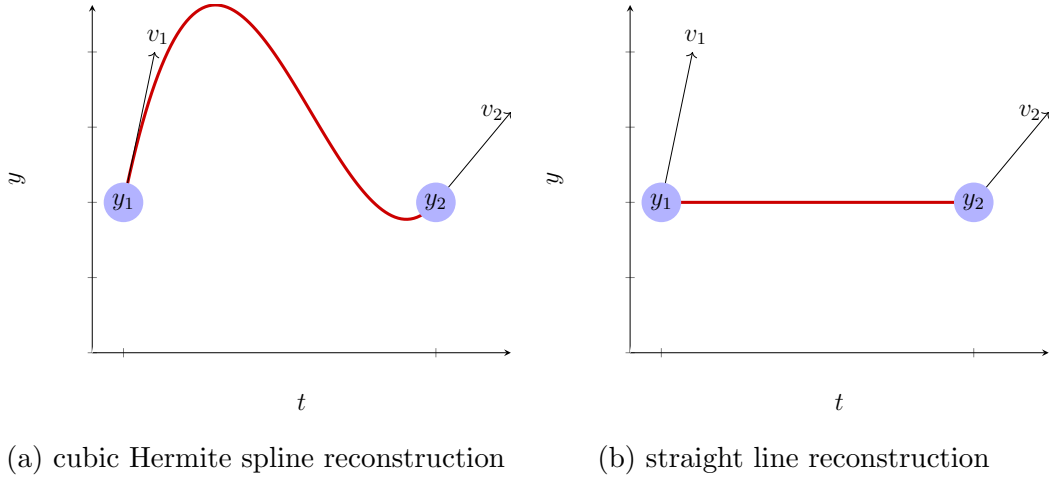 v₁
v₂
y₁
y₂
y
t
(a) cubic Hermite spline reconstruction
v₁
v₂
y₁
y₂
y
t
(b) straight line reconstruction